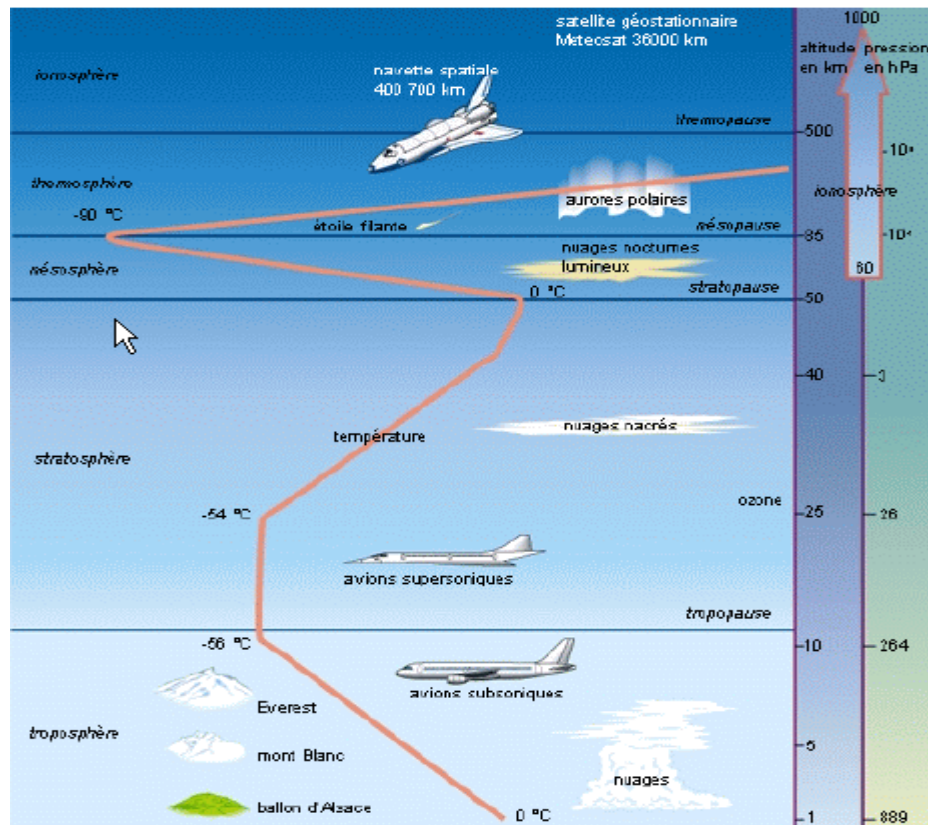 satellite géostationnaire
Meteosat 36000 km
1000
altitude pression
en km en hPa
ionosphère
navette spatiale
400 700 km
thermopause
500
thermosphère
-90 °C
aurores polaires
ionosphère
étoile filante
mésopause
85
60
nuages nocturnes
lumineux
mésosphère
0 °C
stratopause
50
40
3
nuages nacrés
température
stratosphère
ozone
-54 °C
25
26
avions supersoniques
tropopause
-56 °C
10
264
avions subsoniques
Everest
troposphère
mont Blanc
5
nuages
ballon d'Alsace
0 °C
1
889